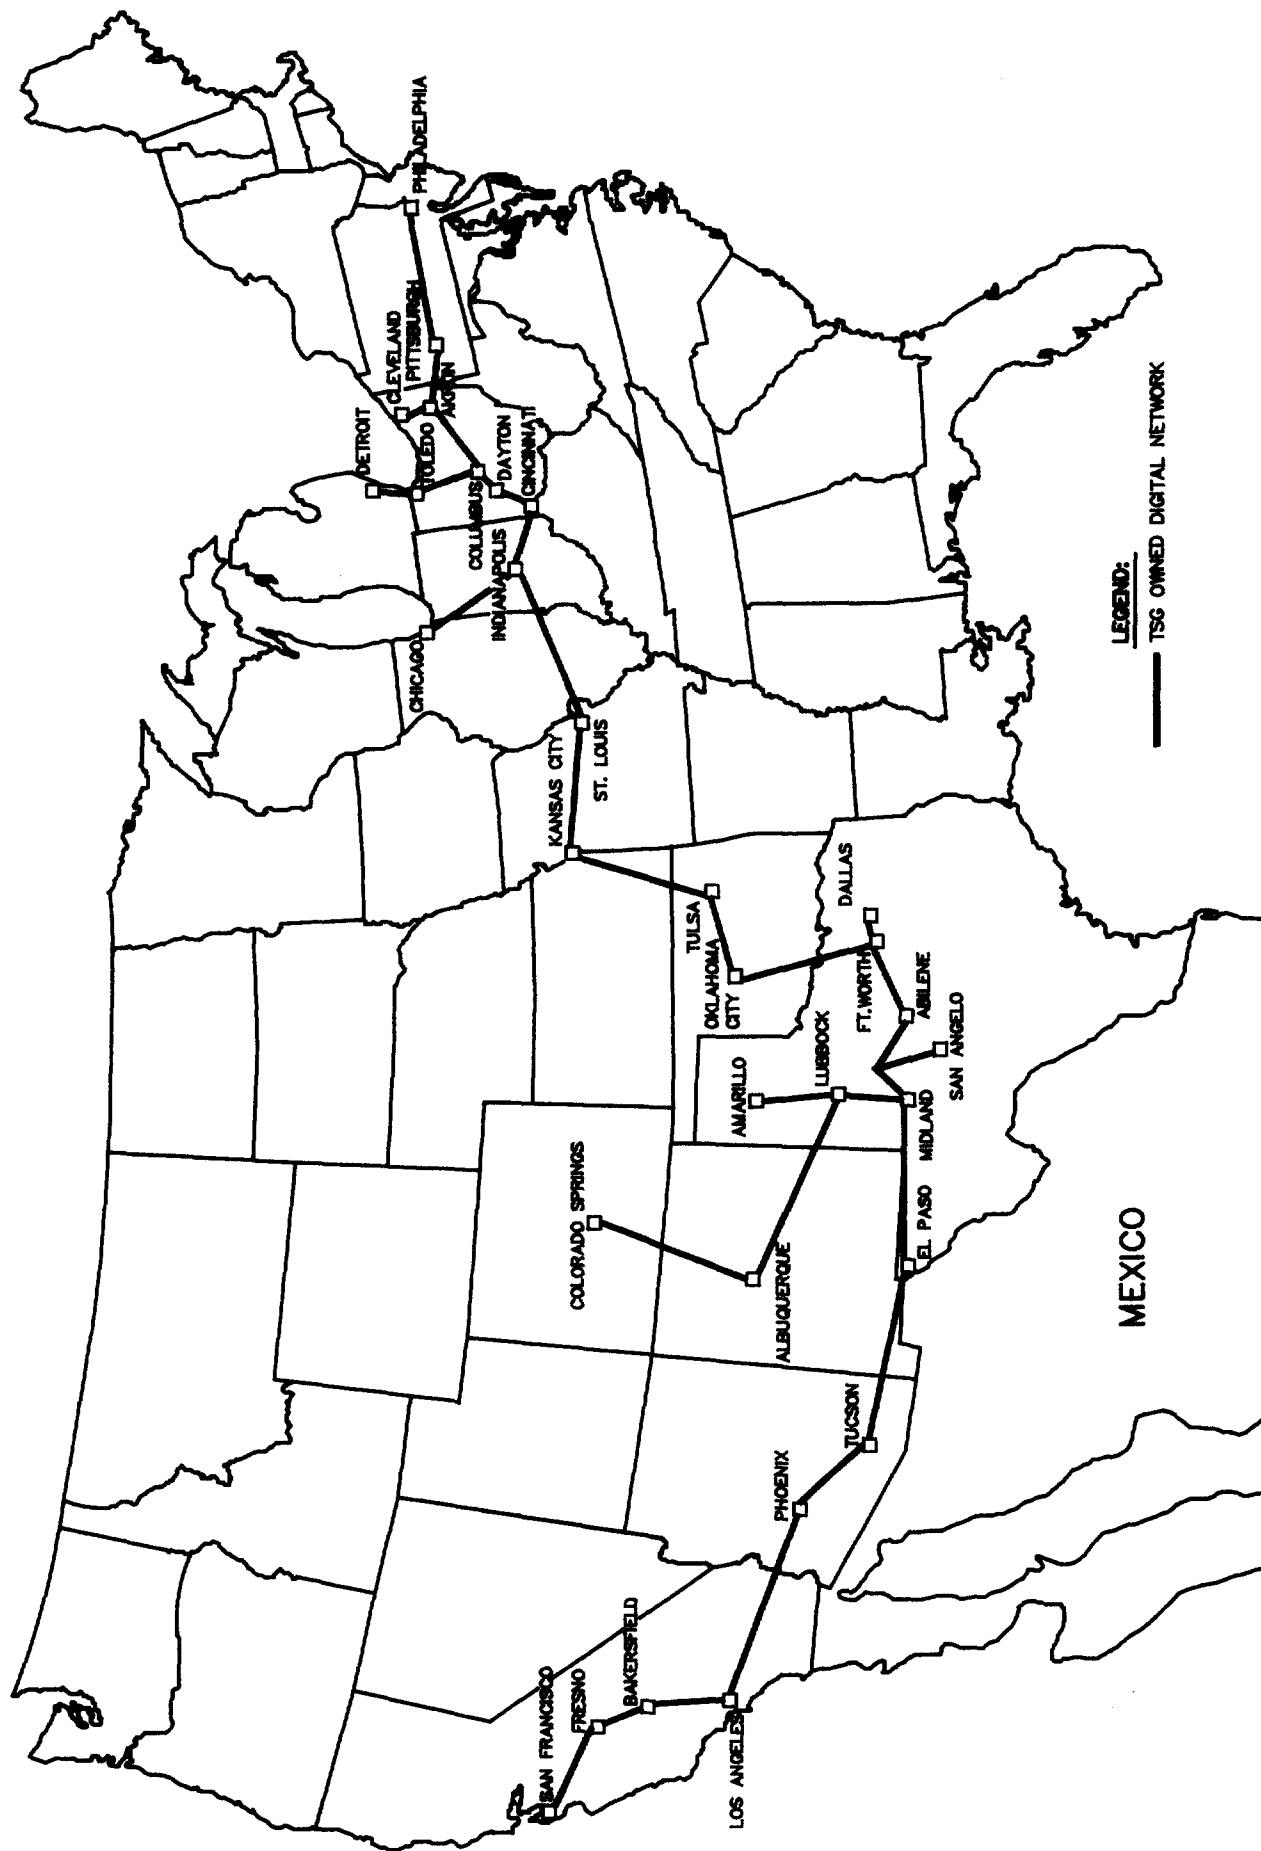 SAN FRANCISCO
FRESNO
BAKERSFIELD
LOS ANGELES
PHOENIX
TUCSON
COLORADO SPRINGS
ALBUQUERQUE
EL PASO
MIDLAND
AMARILLO
LUBBOCK
SAN ANGELO
ABILENE
FT.WORTH
DALLAS
OKLAHOMA
CITY
TULSA
KANSAS CITY
ST. LOUIS
CHICAGO
INDIANAPOLIS
COLUMBUS
CINCINNATI
DAYTON
TOLEDO
DETROIT
AKRON
CLEVELAND
PITTSBURGH
PHILADELPHIA
MEXICO
LEGEND:
TSG OWNED DIGITAL NETWORK